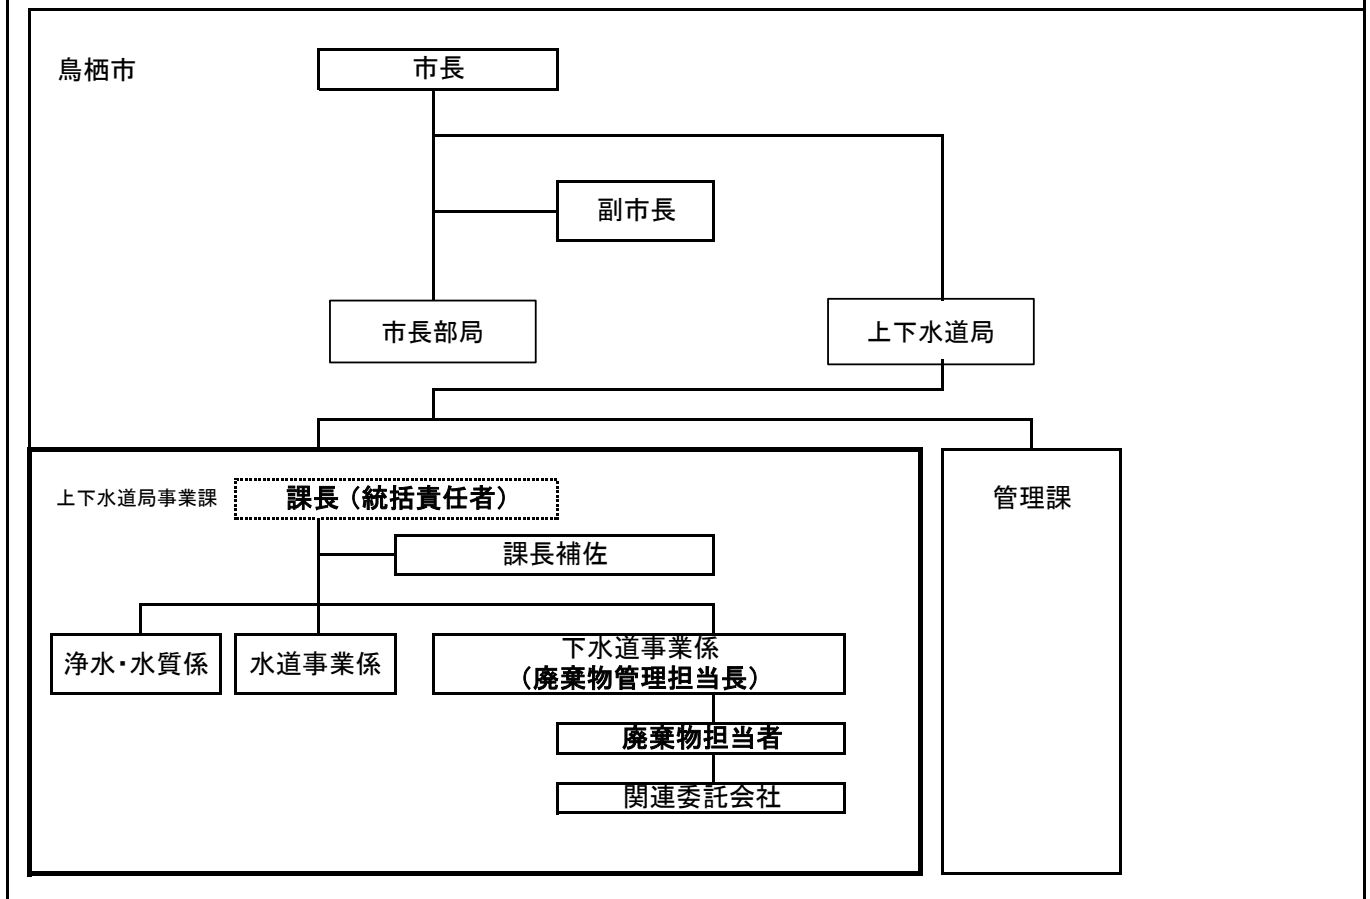 鳥栖市
市長
副市長
市長部局
上下水道局
上下水道局事業課
課長（統括責任者）
管理課
課長補佐
浄水・水質係
水道事業係
下水道事業係
（廃棄物管理担当長）
廃棄物担当者
関連委託会社